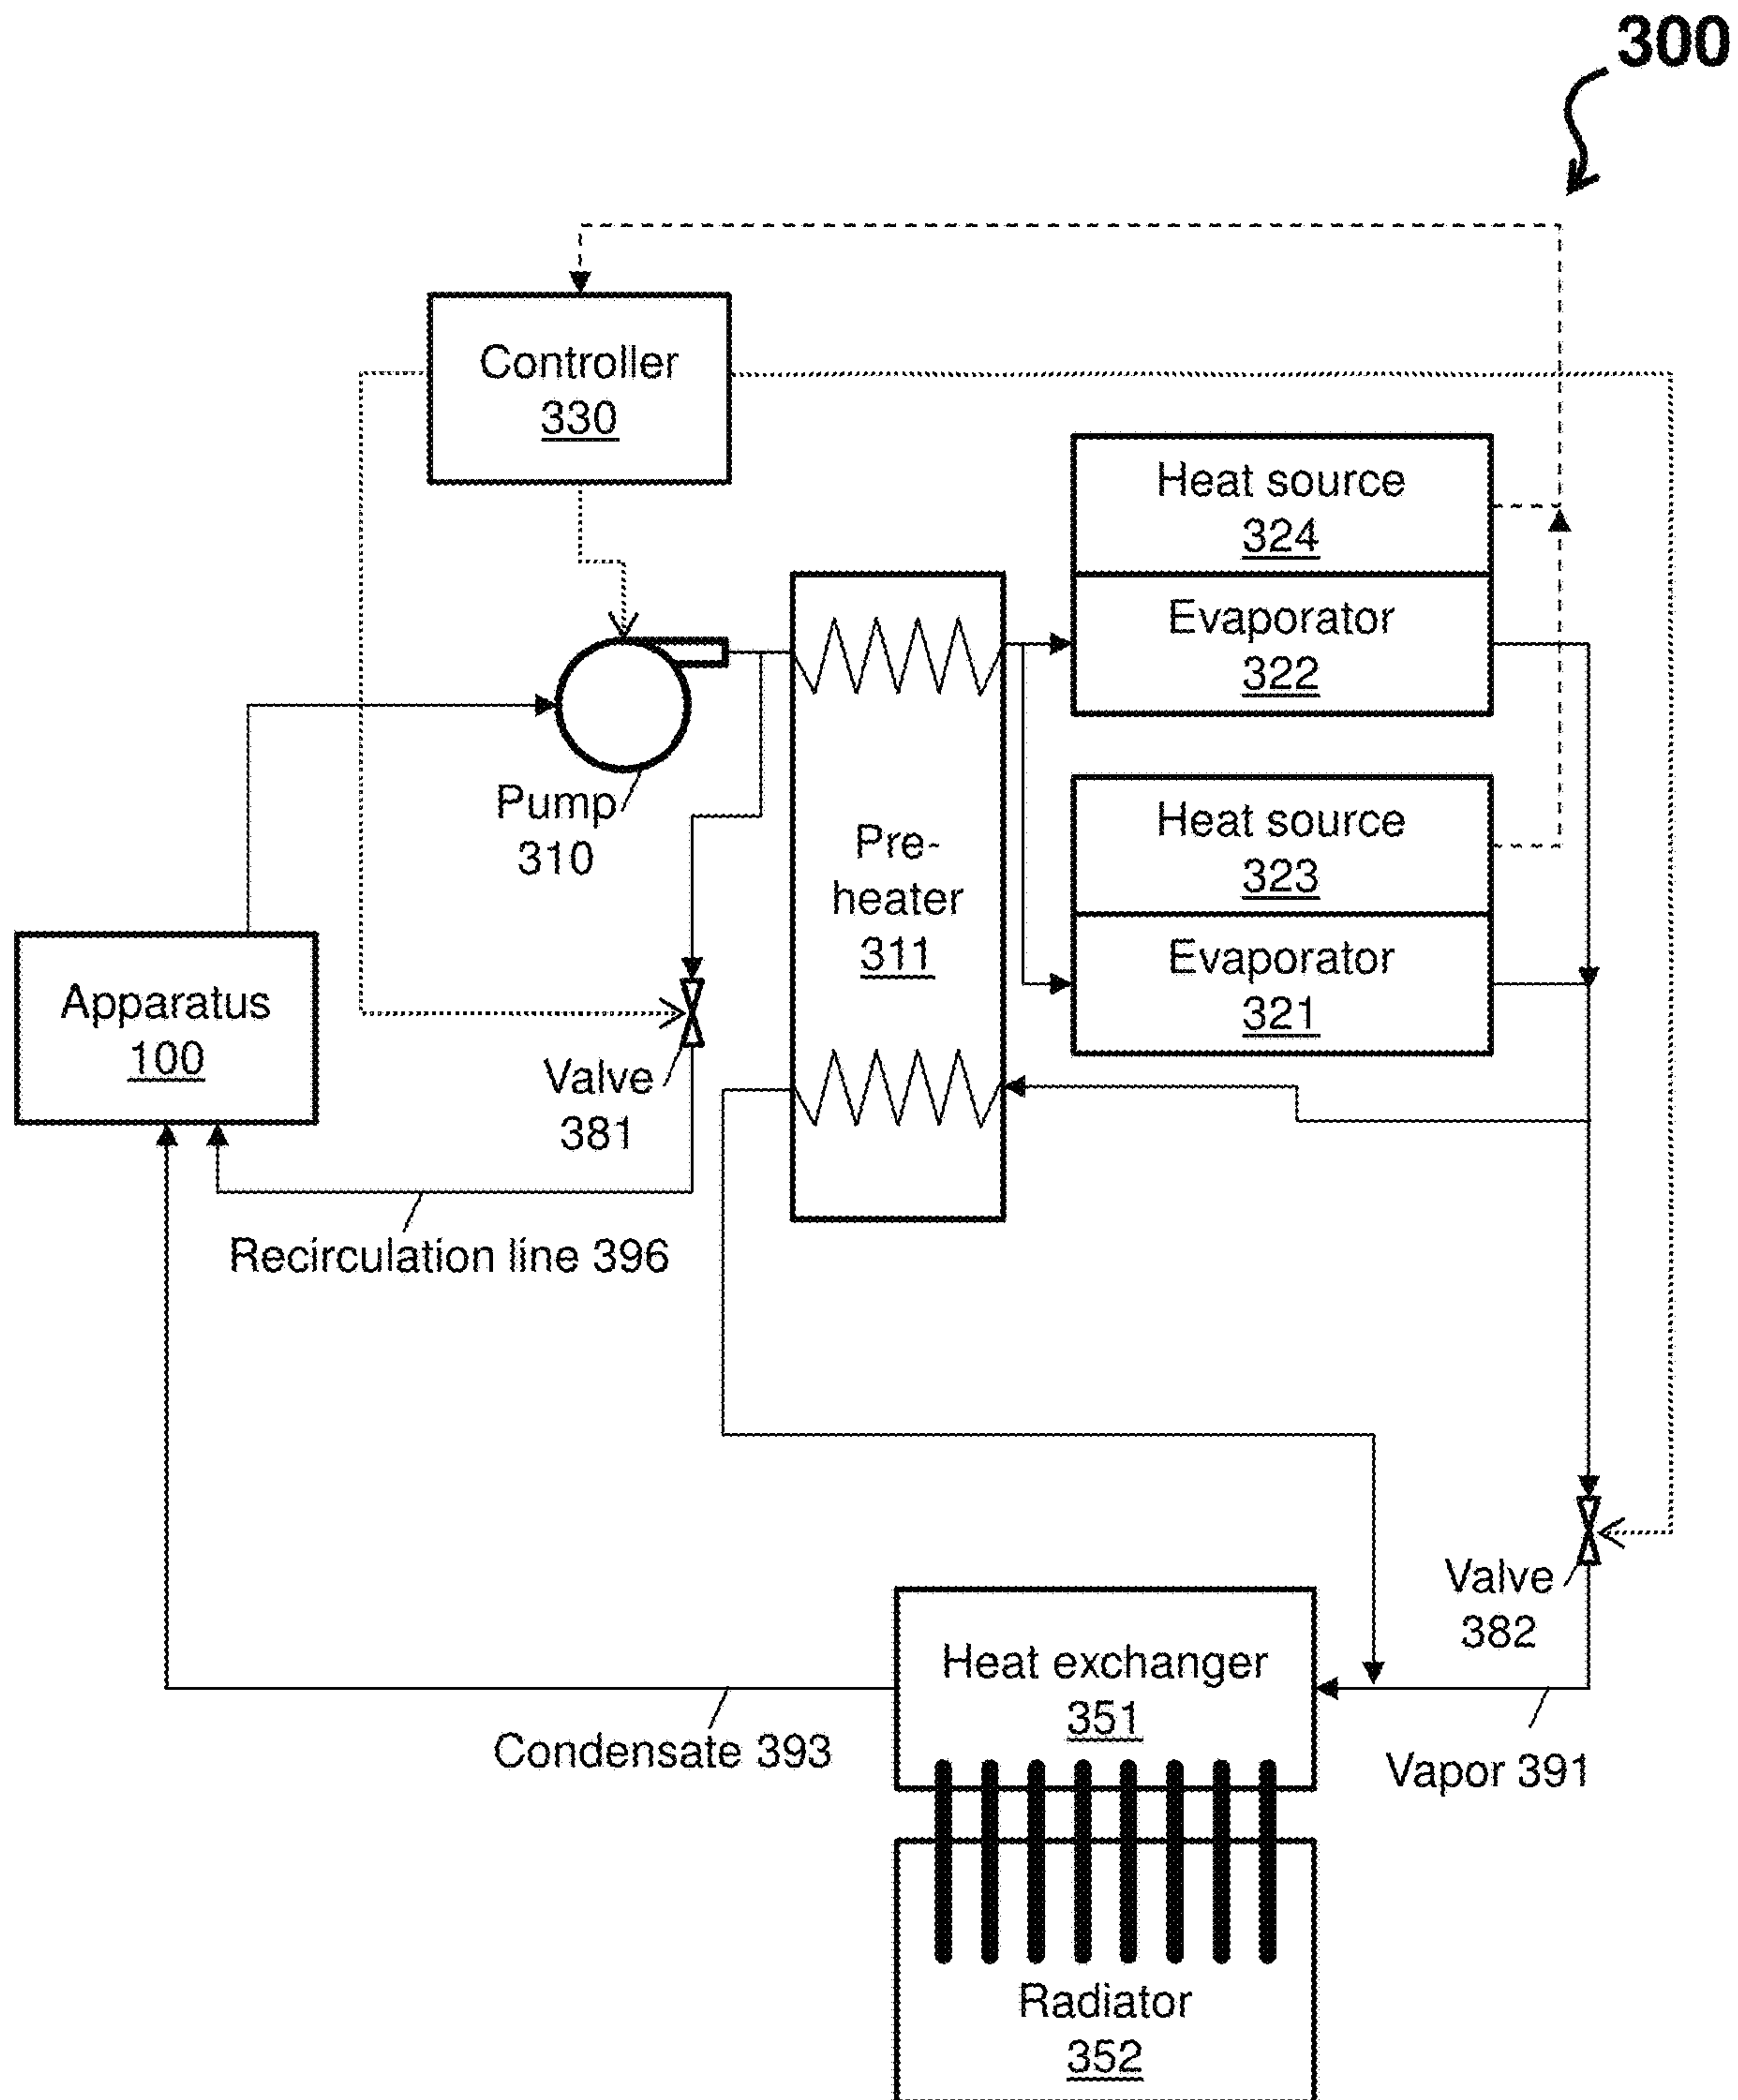 300
Controller
330
Heat source
324
Evaporator
322
Pump
310
Heat source
323
Evaporator
321
Pre-
heater
311
Apparatus
100
Valve
381
Recirculation line 396
Valve
382
Heat exchanger
351
Condensate 393
Vapor 391
Radiator
352